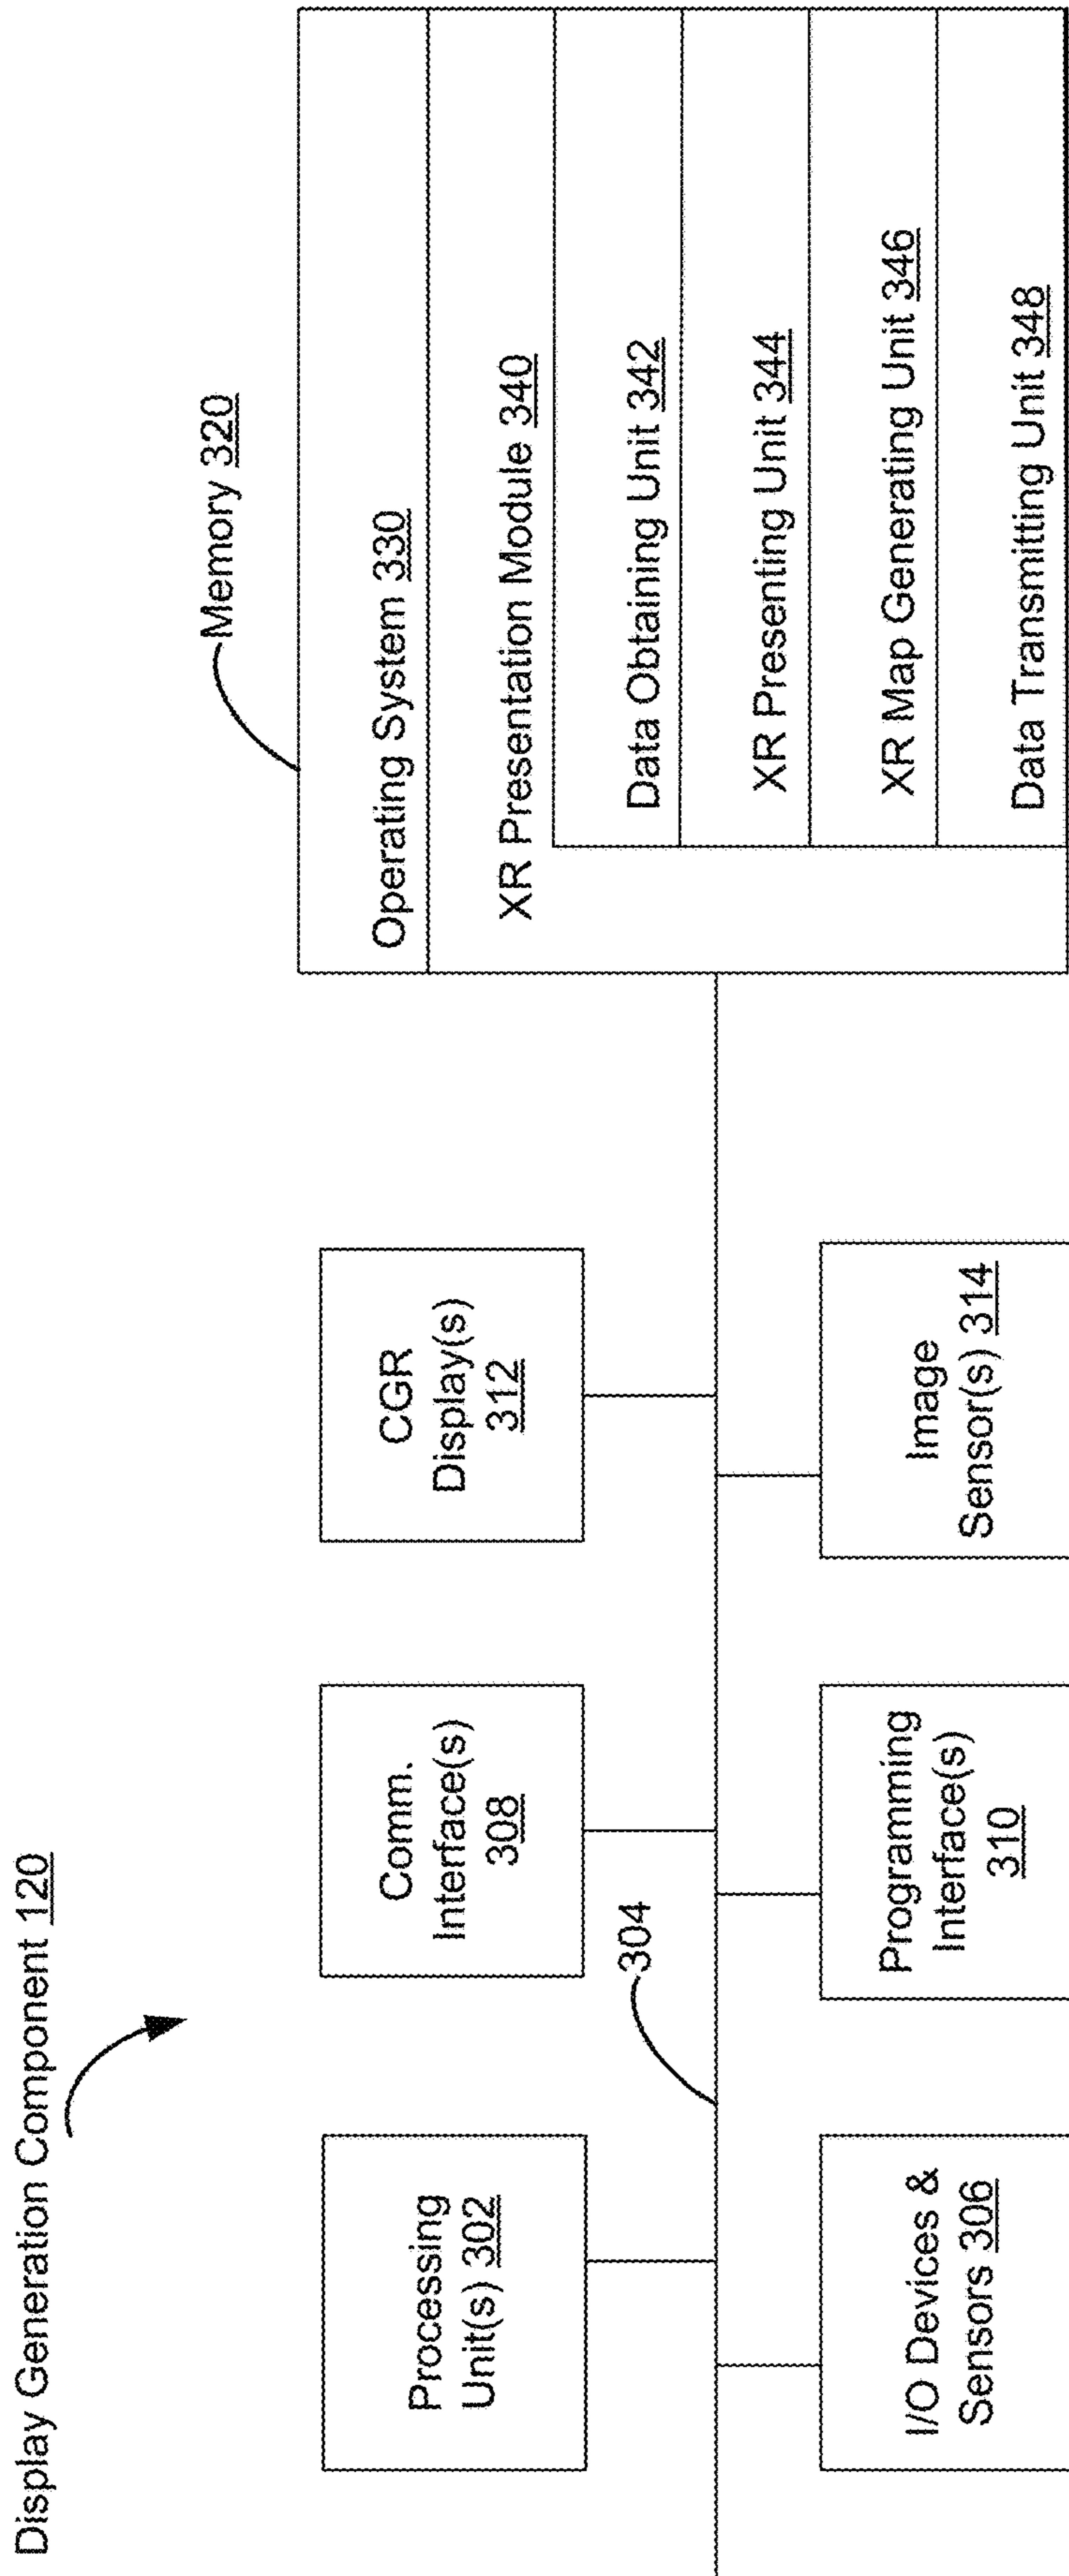 Display Generation Component 120
Memory 320
Processing
Unit(s) 302
Comm.
Interface(s)
308
CGR
Display(s)
312
304
I/O Devices &
Sensors 306
Programming
Interface(s)
310
Image
Sensor(s) 314
Operating System 330
XR Presentation Module 340
Data Obtaining Unit 342
XR Presenting Unit 344
XR Map Generating Unit 346
Data Transmitting Unit 348